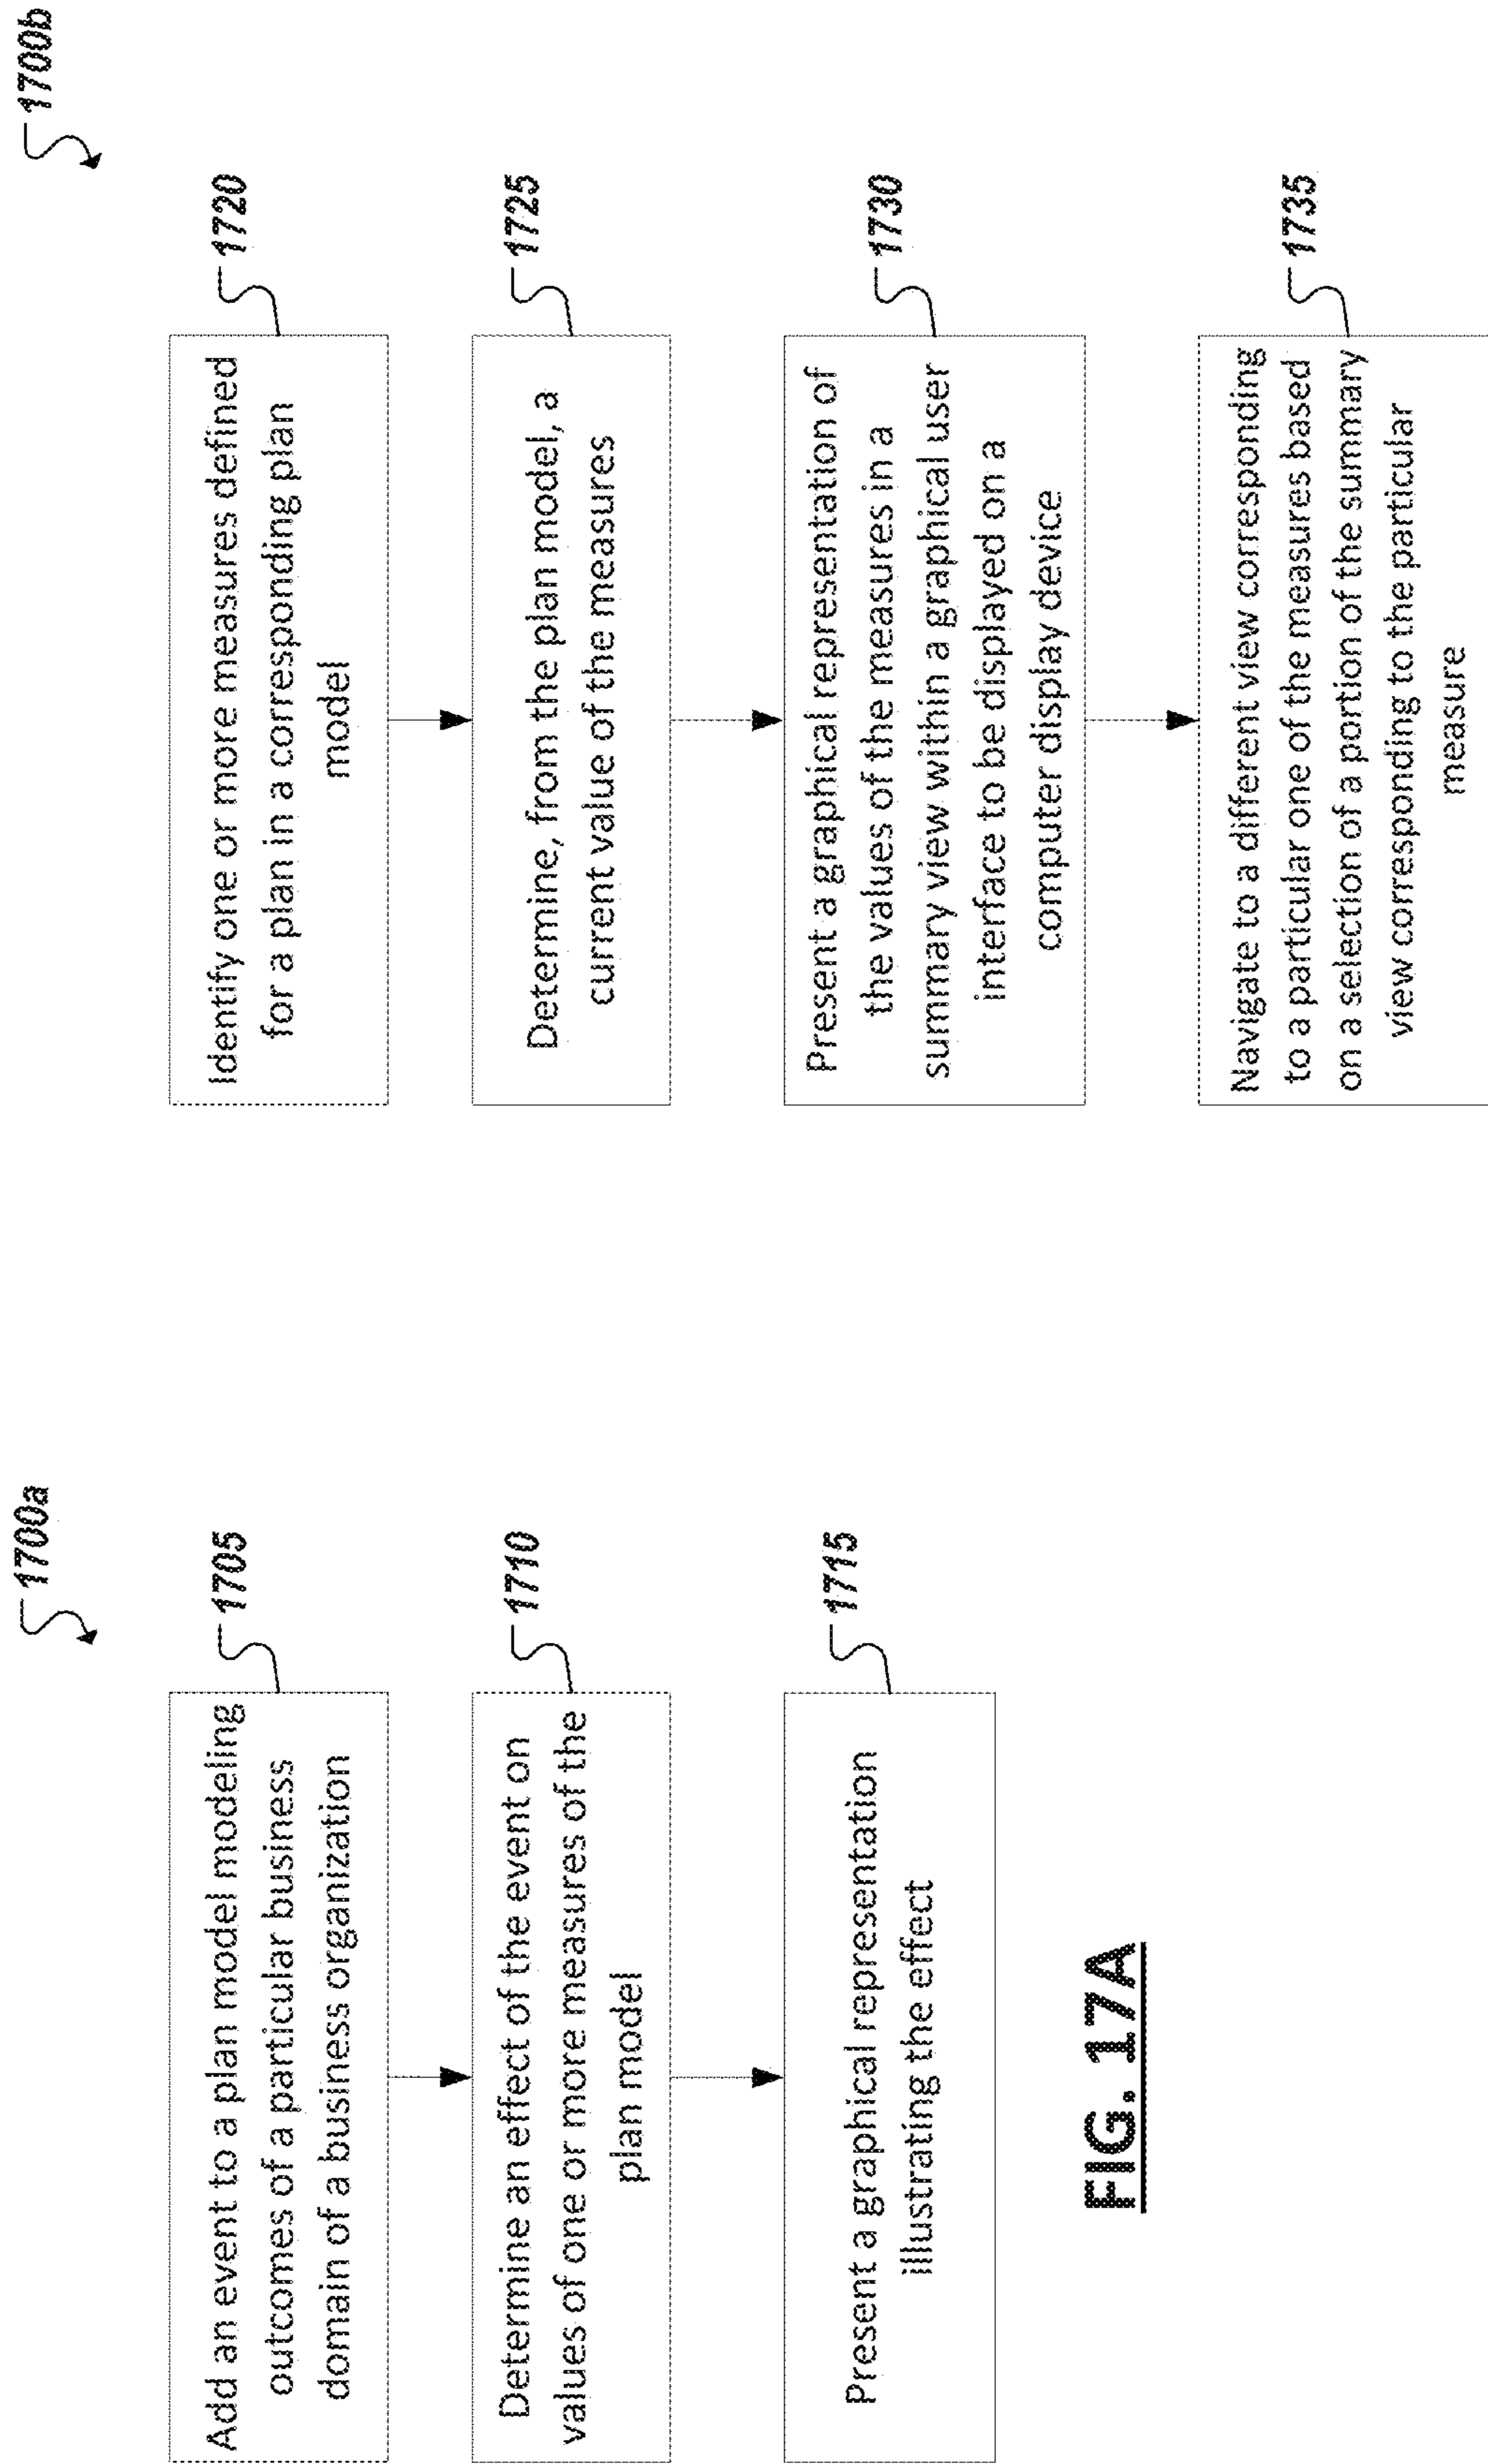 1700a
Add an event to a plan model modeling
outcomes of a particular business
domain of a business organization
1705
Determine an effect of the event on
values of one or more measures of the
plan model
1710
Present a graphical representation
illustrating the effect
1715
FIG. 17A
1700b
Identify one or more measures defined
for a plan in a corresponding plan
model
1720
Determine, from the plan model, a
current value of the measures
1725
Present a graphical representation of
the values of the measures in a
summary view within a graphical user
interface to be displayed on a
computer display device
1730
Navigate to a different view corresponding
to a particular one of the measures based
on a selection of a portion of the summary
view corresponding to the particular
measure
1735